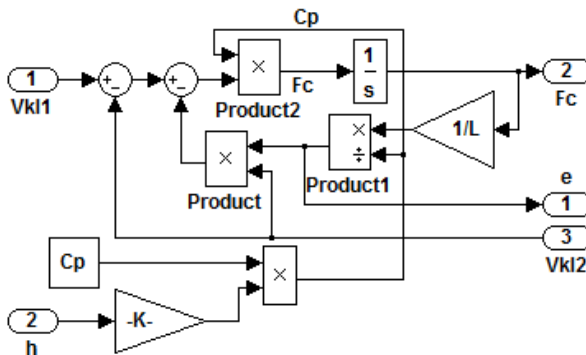 Cp
1
Vkl1
+
−
+
−
×
Product2
Fc
1
s
2
Fc
1/L
×
÷
Product1
×
Product
e
1
3
Vkl2
Cp
×
-K-
2
h